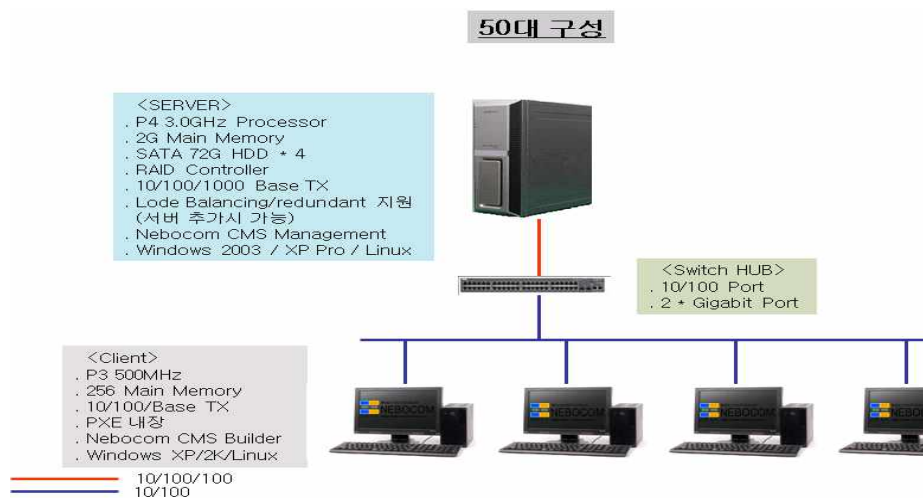 50대 구성
<SERVER>
. P4 3.0GHz Processor
. 2G Main Memory
. SATA 72G HDD * 4
. RAID Controller
. 10/100/1000 Base TX
. Lode Balancing/redundant 지원
(서버 추가시 가능)
. Nebocom CMS Management
. Windows 2003 / XP Pro / Linux
<Switch HUB>
. 10/100 Port
. 2 * Gigabit Port
<Client>
. P3 500MHz
. 256 Main Memory
. 10/100/Base TX
. PXE 내장
. Nebocom CMS Builder
. Windows XP/2K/Linux
NEBOCOM
NEBOCOM
NEBOCOM
NEBOCOM
10/100/100
10/100